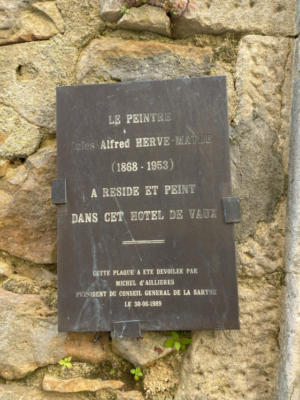 LE PEINTRE
Jules Alfred HERVE-MATHE
(1868 - 1953)
A RESIDE ET PEINT
DANS CET HOTEL DE VAUX
CETTE PLAQUE A ETE DEVOILEE PAR
MICHEL D'AILLIERES
PRESIDENT DU CONSEIL GENERAL DE LA SARTHE
LE 30-06-1989